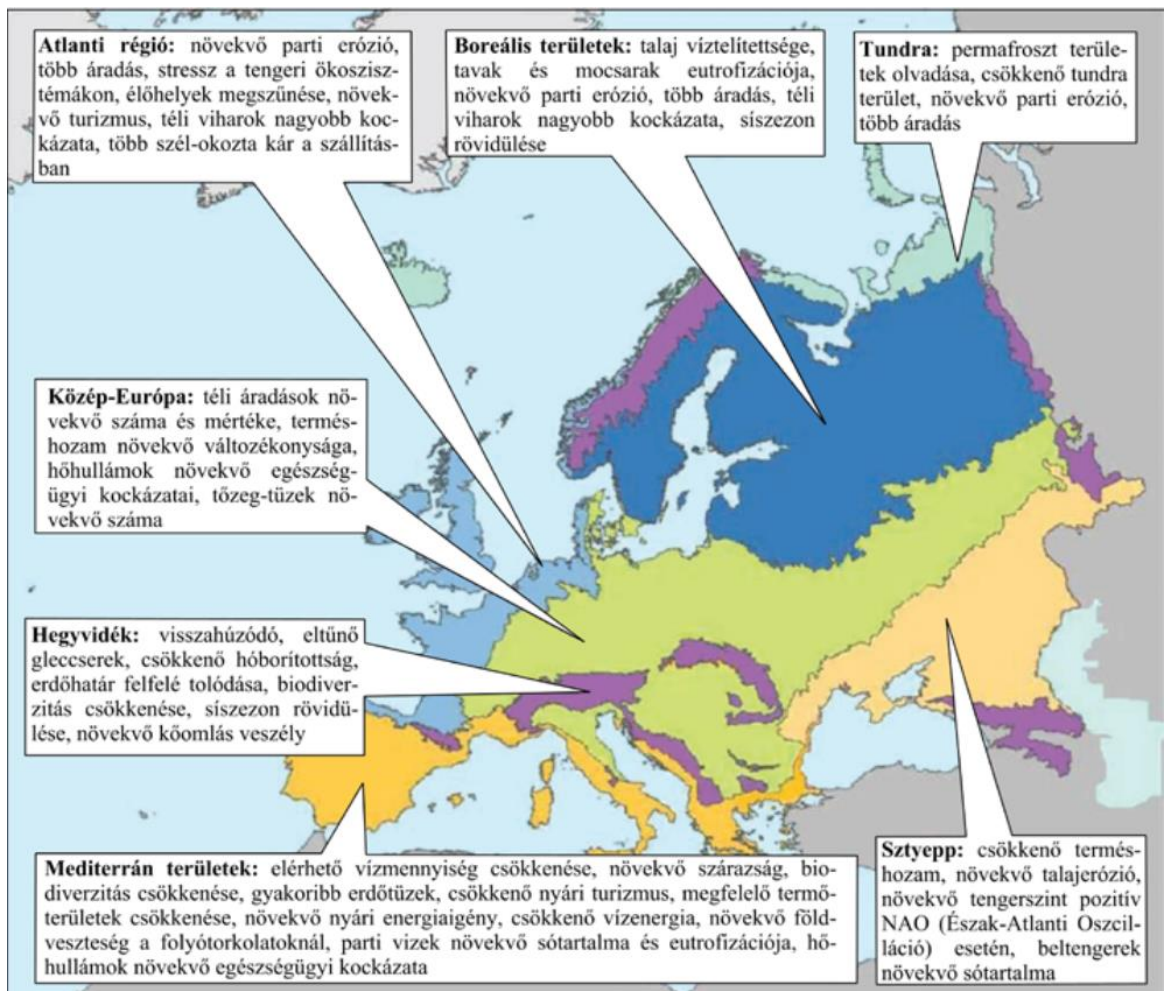 Atlanti régió: növekvő parti erózió,
több áradás, stressz a tengeri ökoszisz-
témákon, élőhelyek megszűnése, növek-
vő turizmus, téli viharok nagyobb koc-
kázata, több szél-okozta kár a szállítás-
ban
Boreális területek: talaj víztelítettsége,
tavak és mocsarak eutrofizációja,
növekvő parti erózió, több áradás, téli
viharok nagyobb kockázata, síszezon
rövidülése
Tundra: permafroszt terüle-
tek olvadása, csökkenő tundra
terület, növekvő parti erózió,
több áradás
Közép-Európa: téli áradások nö-
vekvő száma és mértéke, termés-
hozam növekvő változékonysága,
hőhullámok növekvő egészség-
ügyi kockázatai, tőzeg-tüzek nö-
vekvő száma
Hegyvidék: visszahúzódó, eltűnő
gleccserek, csökkenő hóborítottság,
erdőhatár felfelé tolódása, biodiver-
zitás csökkenése, síszezon rövidü-
lése, növekvő kőomlás veszély
Mediterrán területek: elérhető vízmennyiség csökkenése, növekvő szárazság, bio-
diverzitás csökkenése, gyakoribb erdőtüzek, csökkenő nyári turizmus, megfelelő termő-
területek csökkenése, növekvő nyári energiaigény, csökkenő vízenergia, növekvő föld-
veszteség a folyótorkolatoknál, parti vizek növekvő sótartalma és eutrofizációja, hő-
hullámok növekvő egészségügyi kockázata
Sztyepp: csökkenő termés-
hozam, növekvő talajerózió,
növekvő tengerszint pozitív
NAO (Észak-Atlanti Oszcil-
láció) esetén, beltengerek
növekvő sótartalma